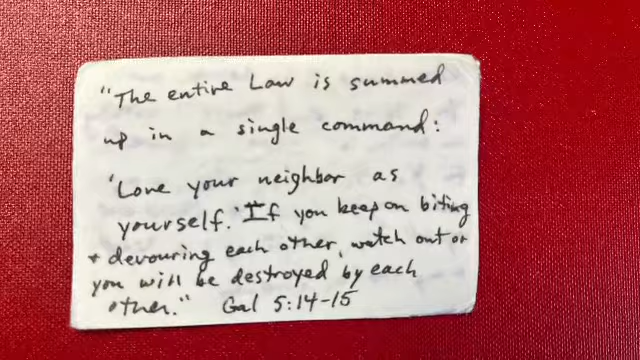 "The entire Law is summed
up in a single command:
'Love your neighbor as
yourself.' If you keep on biting
+ devouring each other, watch out or
you will be destroyed by each
other." Gal 5:14-15